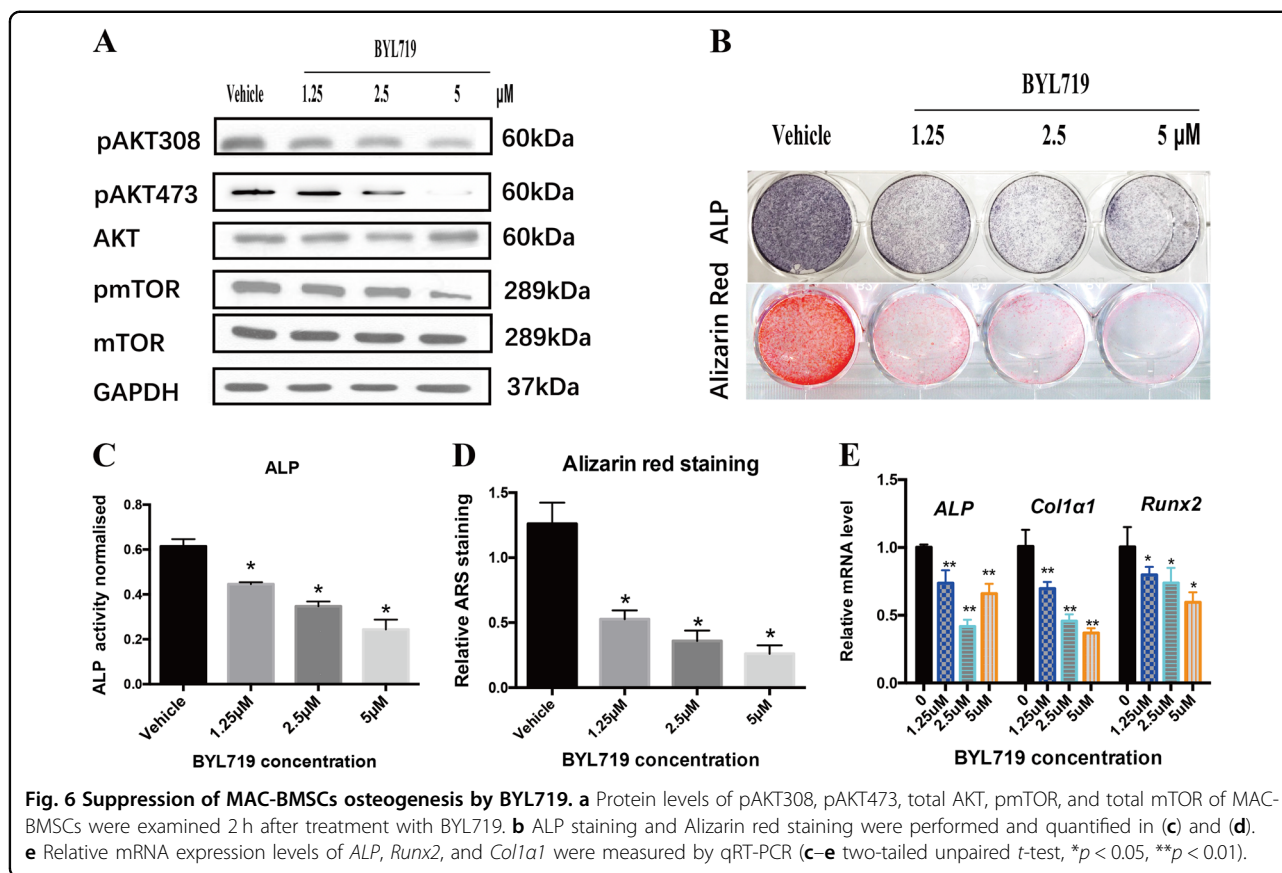 A
BYL719
Vehicle 1.25 2.5 5 μM
pAKT308 60kDa
pAKT473 60kDa
AKT 60kDa
pmTOR 289kDa
mTOR 289kDa
GAPDH 37kDa
B
BYL719
Vehicle 1.25 2.5 5 μM
ALP
Alizarin Red
C
ALP
ALP activity normalised
0.8
0.6
0.4
0.2
0.0
* * *
Vehicle 1.25μM 2.5μM 5μM
BYL719 concentration
D
Alizarin red staining
Relative ARS staining
1.5
1.0
0.5
0.0
* * *
Vehicle 1.25μM 2.5μM 5μM
BYL719 concentration
E
Relative mRNA level
1.5
1.0
0.5
0.0
ALP Col1α1 Runx2
** ** ** ** ** ** * * *
0 1.25uM 2.5uM 5uM 0 1.25uM 2.5uM 5uM 0 1.25uM 2.5uM 5uM
BYL719 concentration
Fig. 6 Suppression of MAC-BMSCs osteogenesis by BYL719. a Protein levels of pAKT308, pAKT473, total AKT, pmTOR, and total mTOR of MAC-
BMSCs were examined 2 h after treatment with BYL719. b ALP staining and Alizarin red staining were performed and quantified in (c) and (d).
e Relative mRNA expression levels of ALP, Runx2, and Col1α1 were measured by qRT-PCR (c–e two-tailed unpaired t-test, *p < 0.05, **p < 0.01).